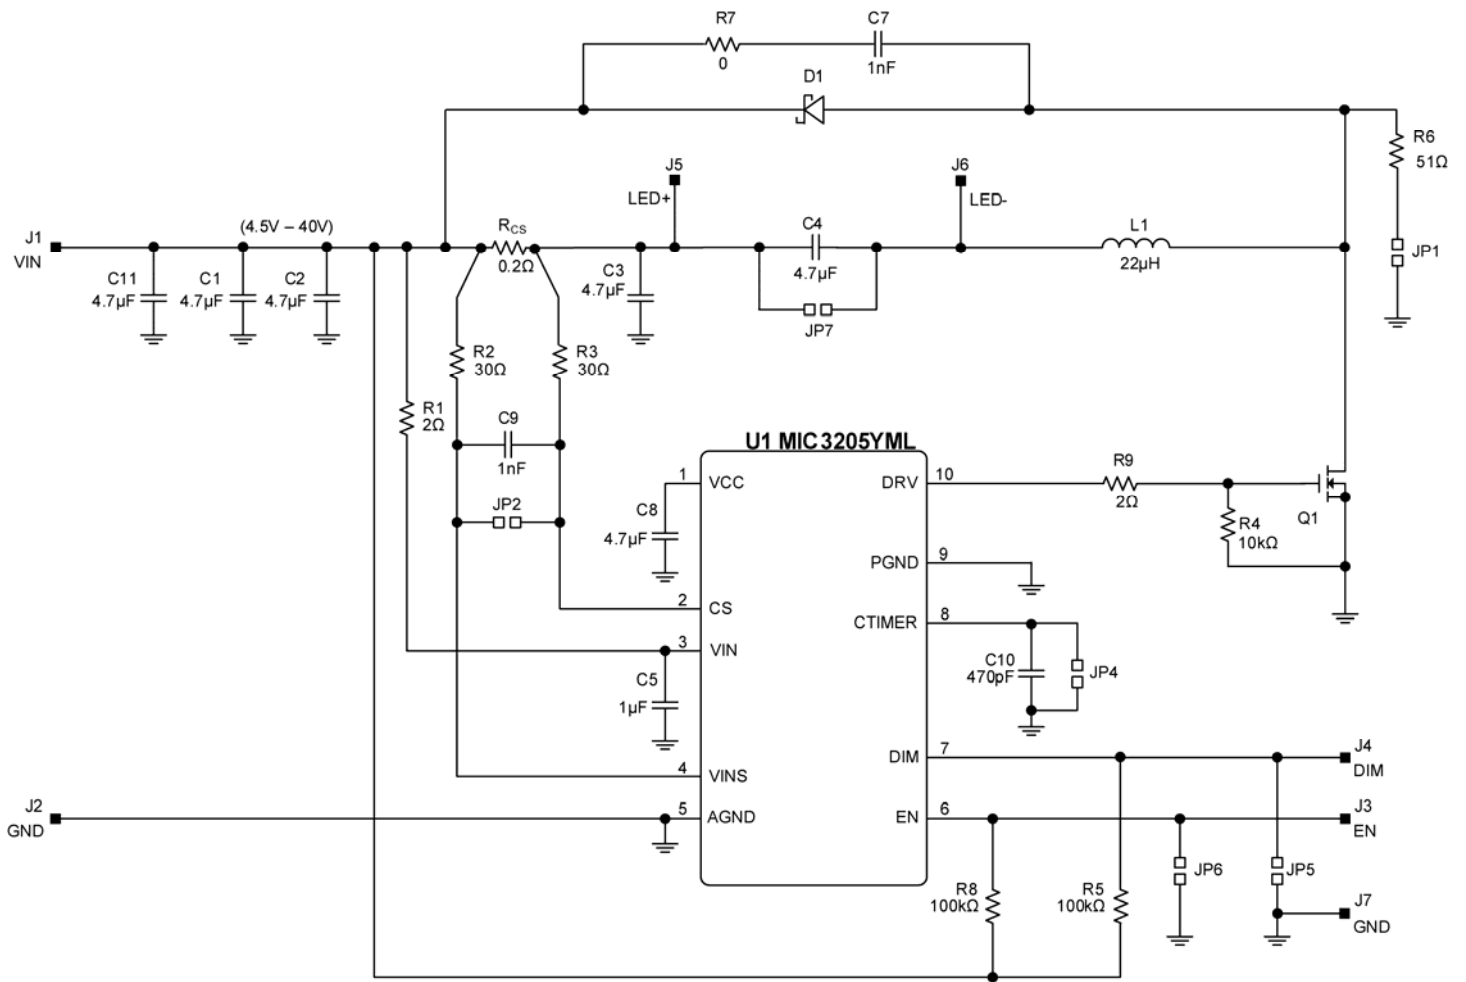 R7
0
C7
1nF
D1
R6
51Ω
J5
LED+
J6
LED-
J1
VIN
(4.5V – 40V)
RCS
0.2Ω
C4
4.7µF
L1
22µH
JP1
C11
4.7µF
C1
4.7µF
C2
4.7µF
C3
4.7µF
JP7
R2
30Ω
R3
30Ω
R1
2Ω
C9
1nF
JP2
U1 MIC3205YML
1
VCC
C8
4.7µF
2
CS
3
VIN
C5
1µF
4
VINS
5
AGND
J2
GND
DRV
10
R9
2Ω
R4
10kΩ
Q1
PGND
9
CTIMER
8
C10
470pF
JP4
DIM
7
J4
DIM
EN
6
J3
EN
JP6
JP5
R8
100kΩ
R5
100kΩ
J7
GND